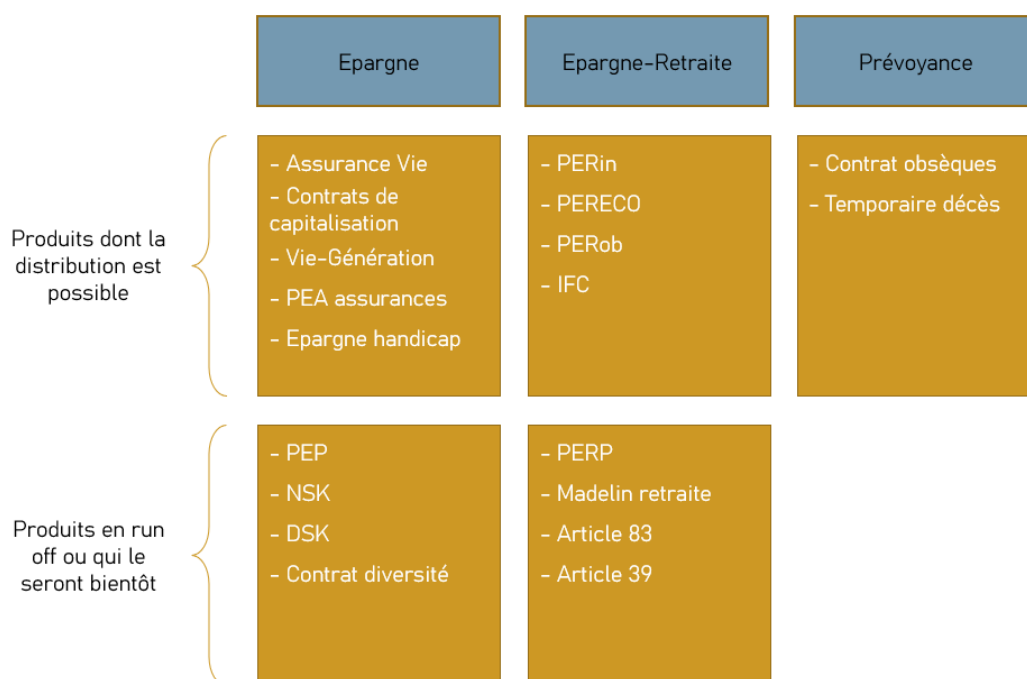 Epargne
Epargne-Retraite
Prévoyance
Produits dont la
distribution est
possible
- Assurance Vie
- Contrats de
capitalisation
- Vie-Génération
- PEA assurances
- Epargne handicap
- PERin
- PERECO
- PERob
- IFC
- Contrat obsèques
- Temporaire décès
Produits en run
off ou qui le
seront bientôt
- PEP
- NSK
- DSK
- Contrat diversité
- PERP
- Madelin retraite
- Article 83
- Article 39